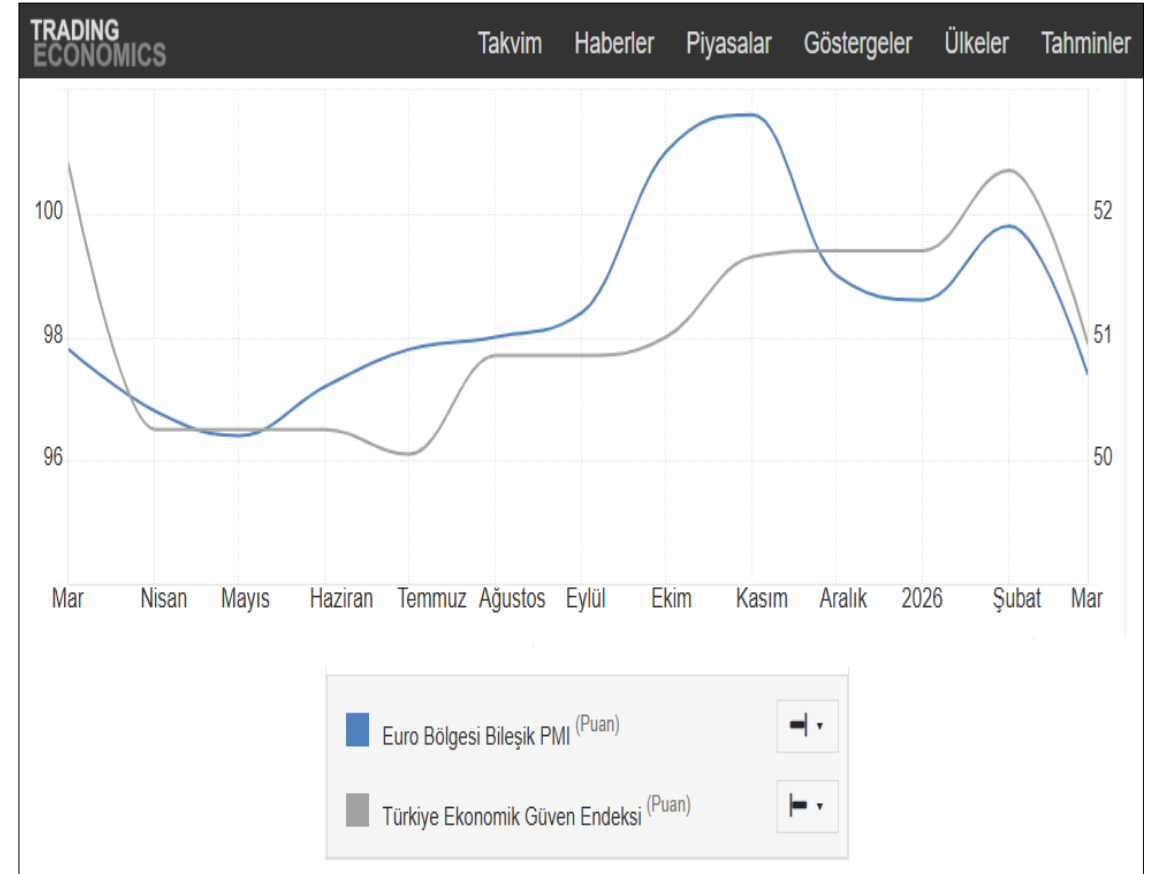 TRADING
ECONOMICS
Takvim Haberler Piyasalar Göstergeler Ülkeler Tahminler
100 52
98 51
96 50
Mar Nisan Mayıs Haziran Temmuz Ağustos Eylül Ekim Kasım Aralık 2026 Şubat Mar
Euro Bölgesi Bileşik PMI (Puan)
Türkiye Ekonomik Güven Endeksi (Puan)